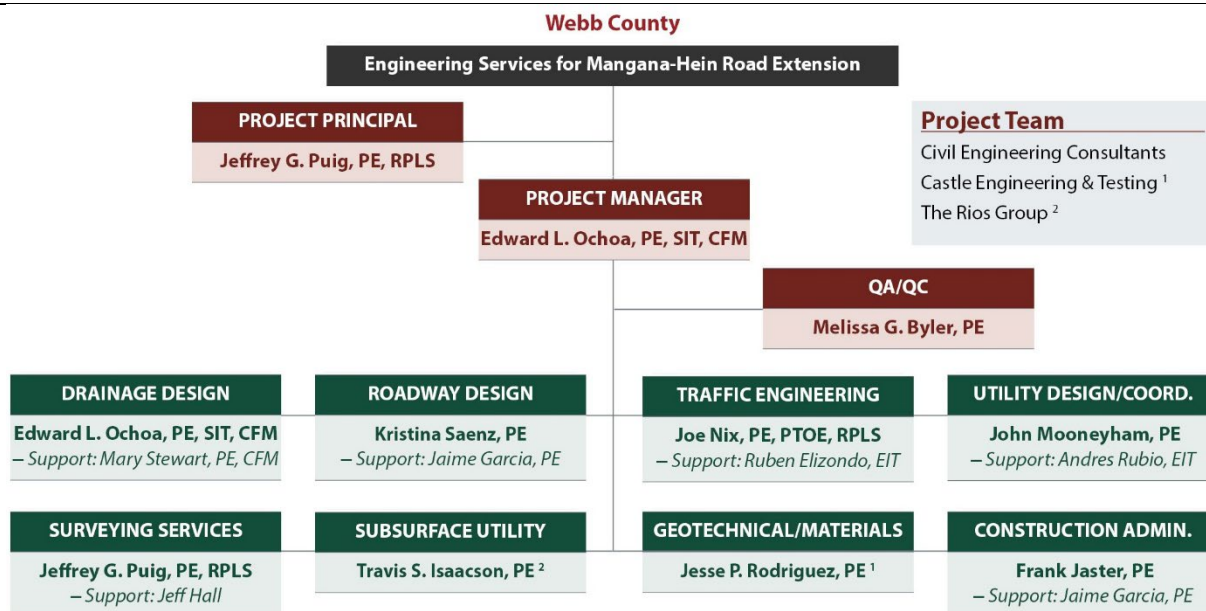 Webb County
Engineering Services for Mangana-Hein Road Extension
PROJECT PRINCIPAL
Jeffrey G. Puig, PE, RPLS
Project Team
Civil Engineering Consultants
Castle Engineering & Testing ¹
The Rios Group ²
PROJECT MANAGER
Edward L. Ochoa, PE, SIT, CFM
QA/QC
Melissa G. Byler, PE
DRAINAGE DESIGN
Edward L. Ochoa, PE, SIT, CFM
– Support: Mary Stewart, PE, CFM
ROADWAY DESIGN
Kristina Saenz, PE
– Support: Jaime Garcia, PE
TRAFFIC ENGINEERING
Joe Nix, PE, PTOE, RPLS
– Support: Ruben Elizondo, EIT
UTILITY DESIGN/COORD.
John Mooneyham, PE
– Support: Andres Rubio, EIT
SURVEYING SERVICES
Jeffrey G. Puig, PE, RPLS
– Support: Jeff Hall
SUBSURFACE UTILITY
Travis S. Isaacson, PE ²
GEOTECHNICAL/MATERIALS
Jesse P. Rodriguez, PE ¹
CONSTRUCTION ADMIN.
Frank Jaster, PE
– Support: Jaime Garcia, PE